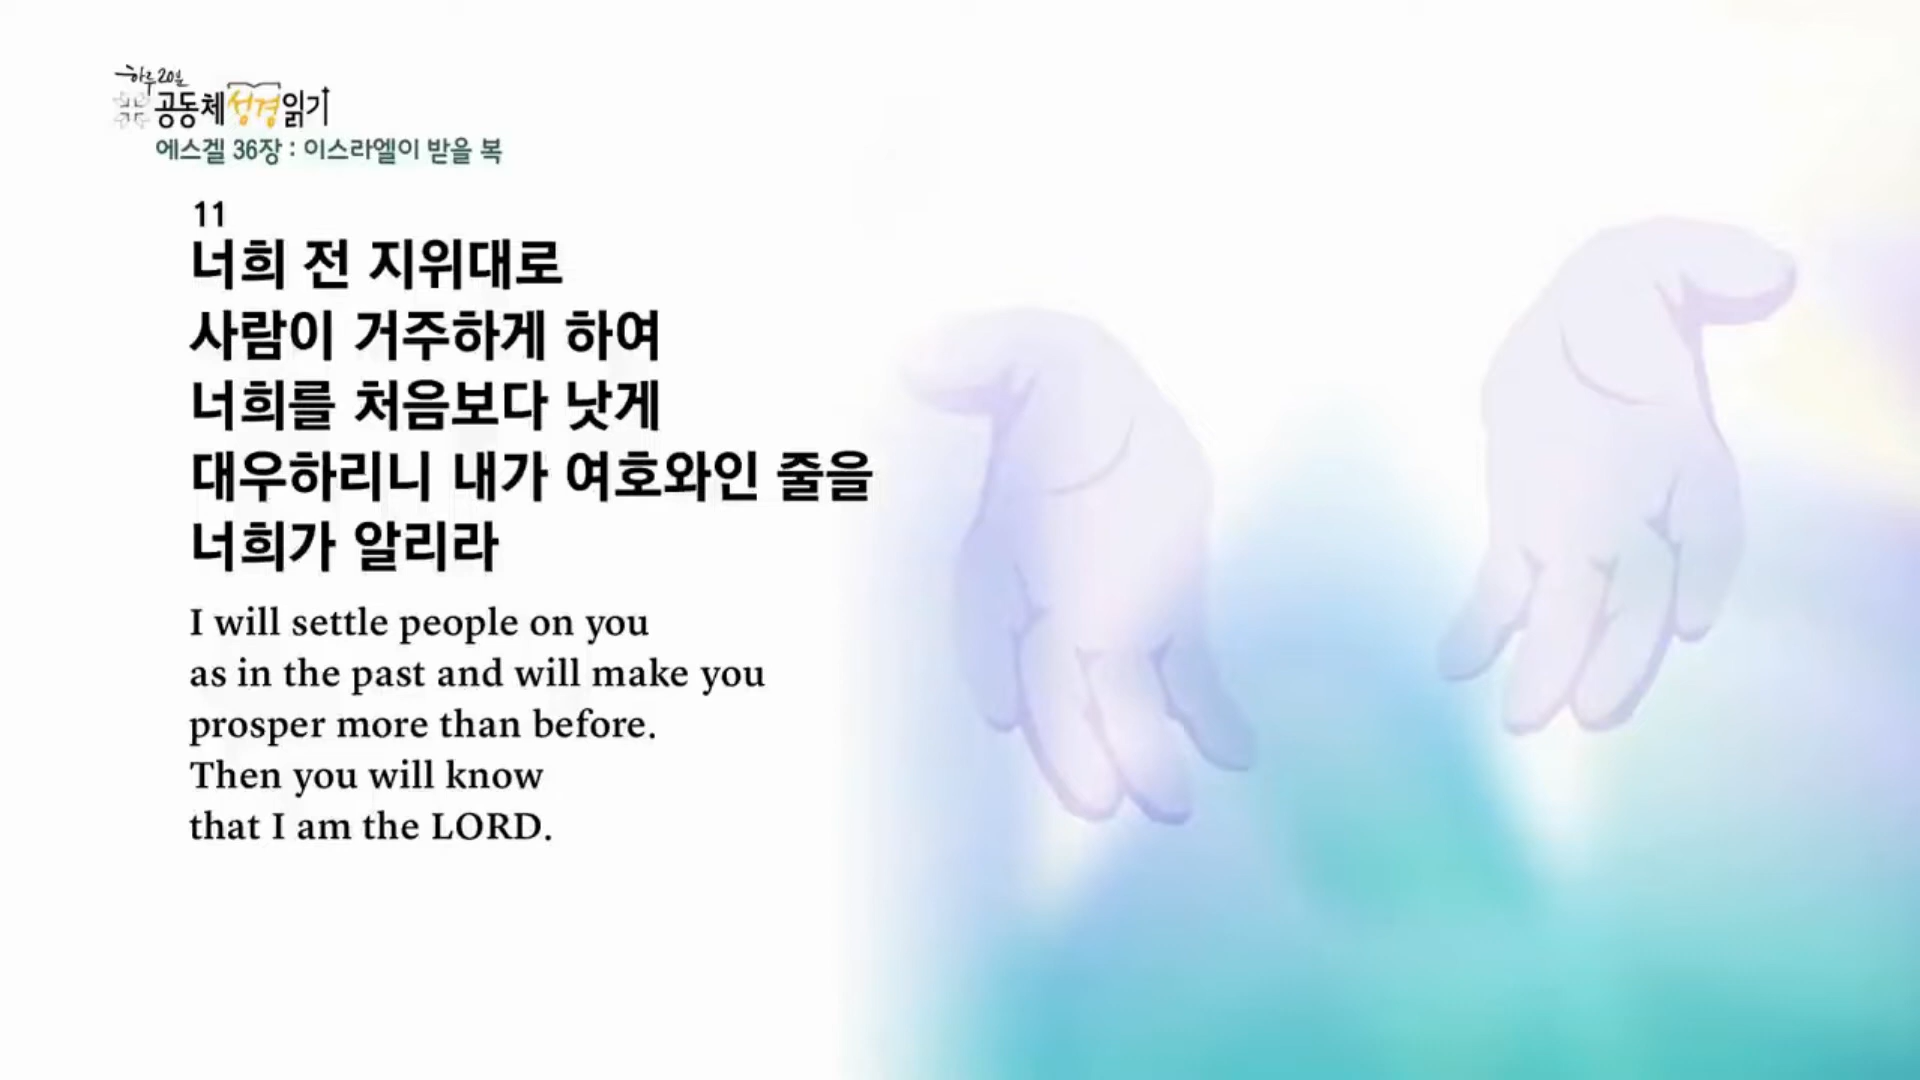 하루20분
공동체성경읽기
에스겔 36장 : 이스라엘이 받을 복
11
너희 전 지위대로
사람이 거주하게 하여
너희를 처음보다 낫게
대우하리니 내가 여호와인 줄을
너희가 알리라
I will settle people on you
as in the past and will make you
prosper more than before.
Then you will know
that I am the LORD.